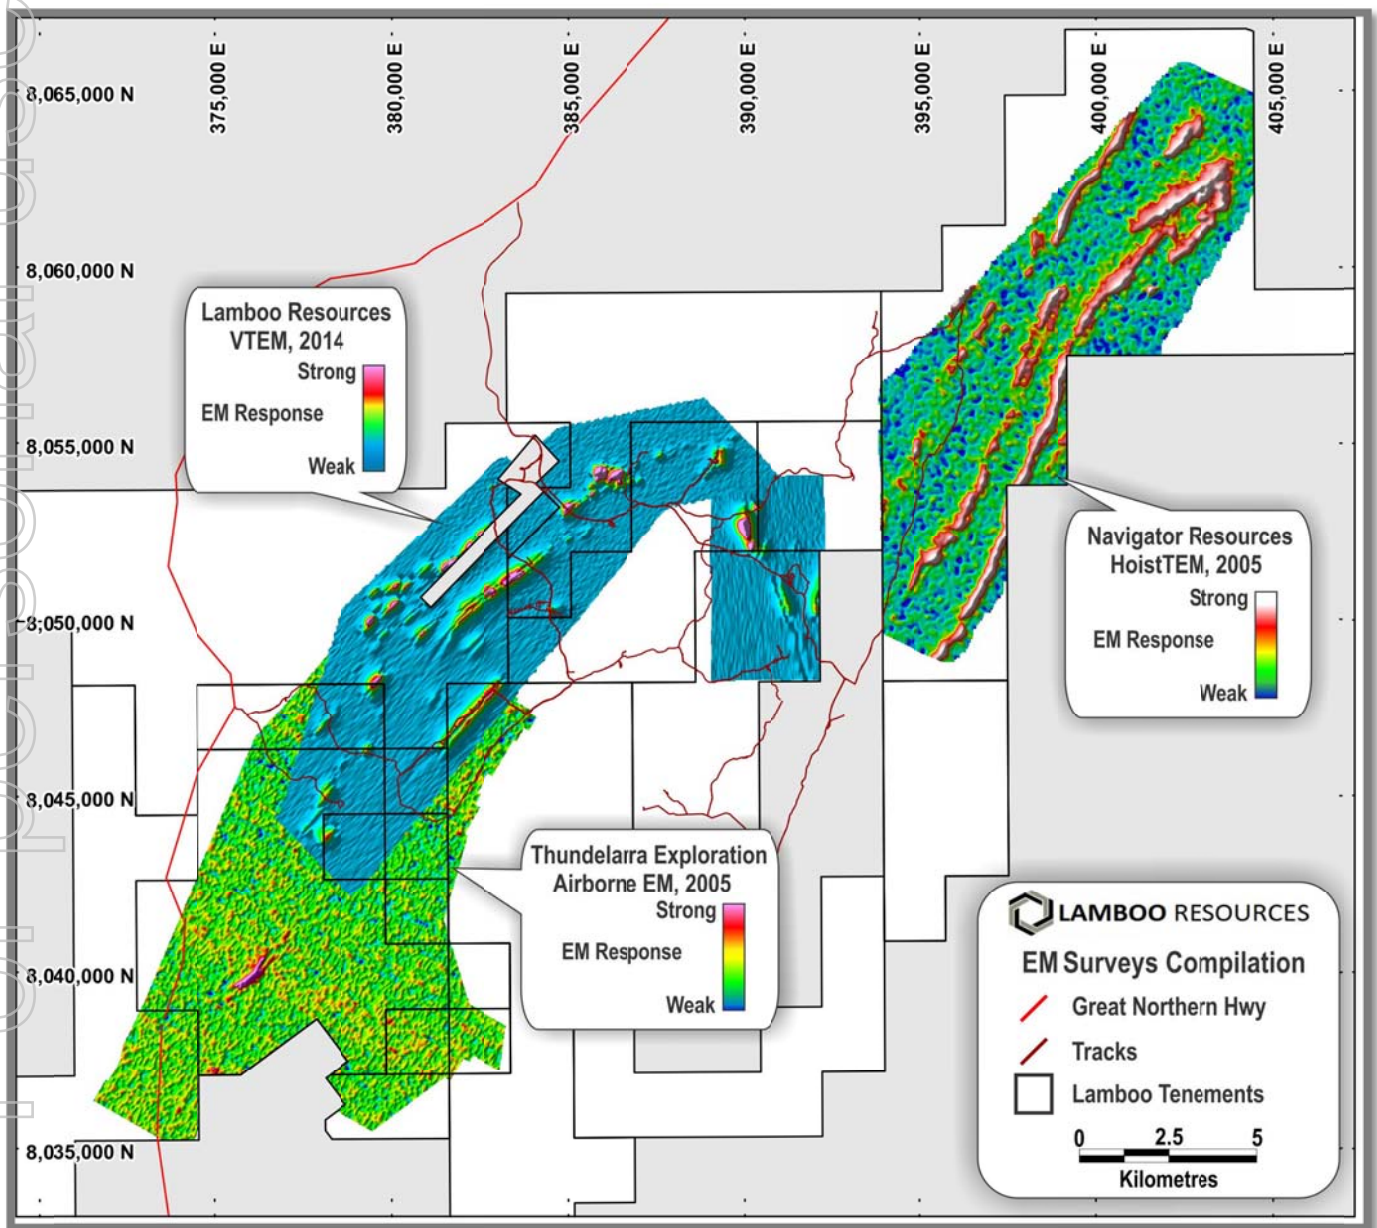 375,000 E
380,000 E
385,000 E
390,000 E
395,000 E
400,000 E
405,000 E
8,065,000 N
8,060,000 N
8,055,000 N
8,050,000 N
8,045,000 N
8,040,000 N
8,035,000 N
Lamboo Resources
VTEM, 2014
Strong
EM Response
Weak
Navigator Resources
HoistTEM, 2005
Strong
EM Response
Weak
Thundelarra Exploration
Airborne EM, 2005
Strong
EM Response
Weak
LAMBOO RESOURCES
EM Surveys Compilation
Great Northern Hwy
Tracks
Lamboo Tenements
0 2.5 5
Kilometres